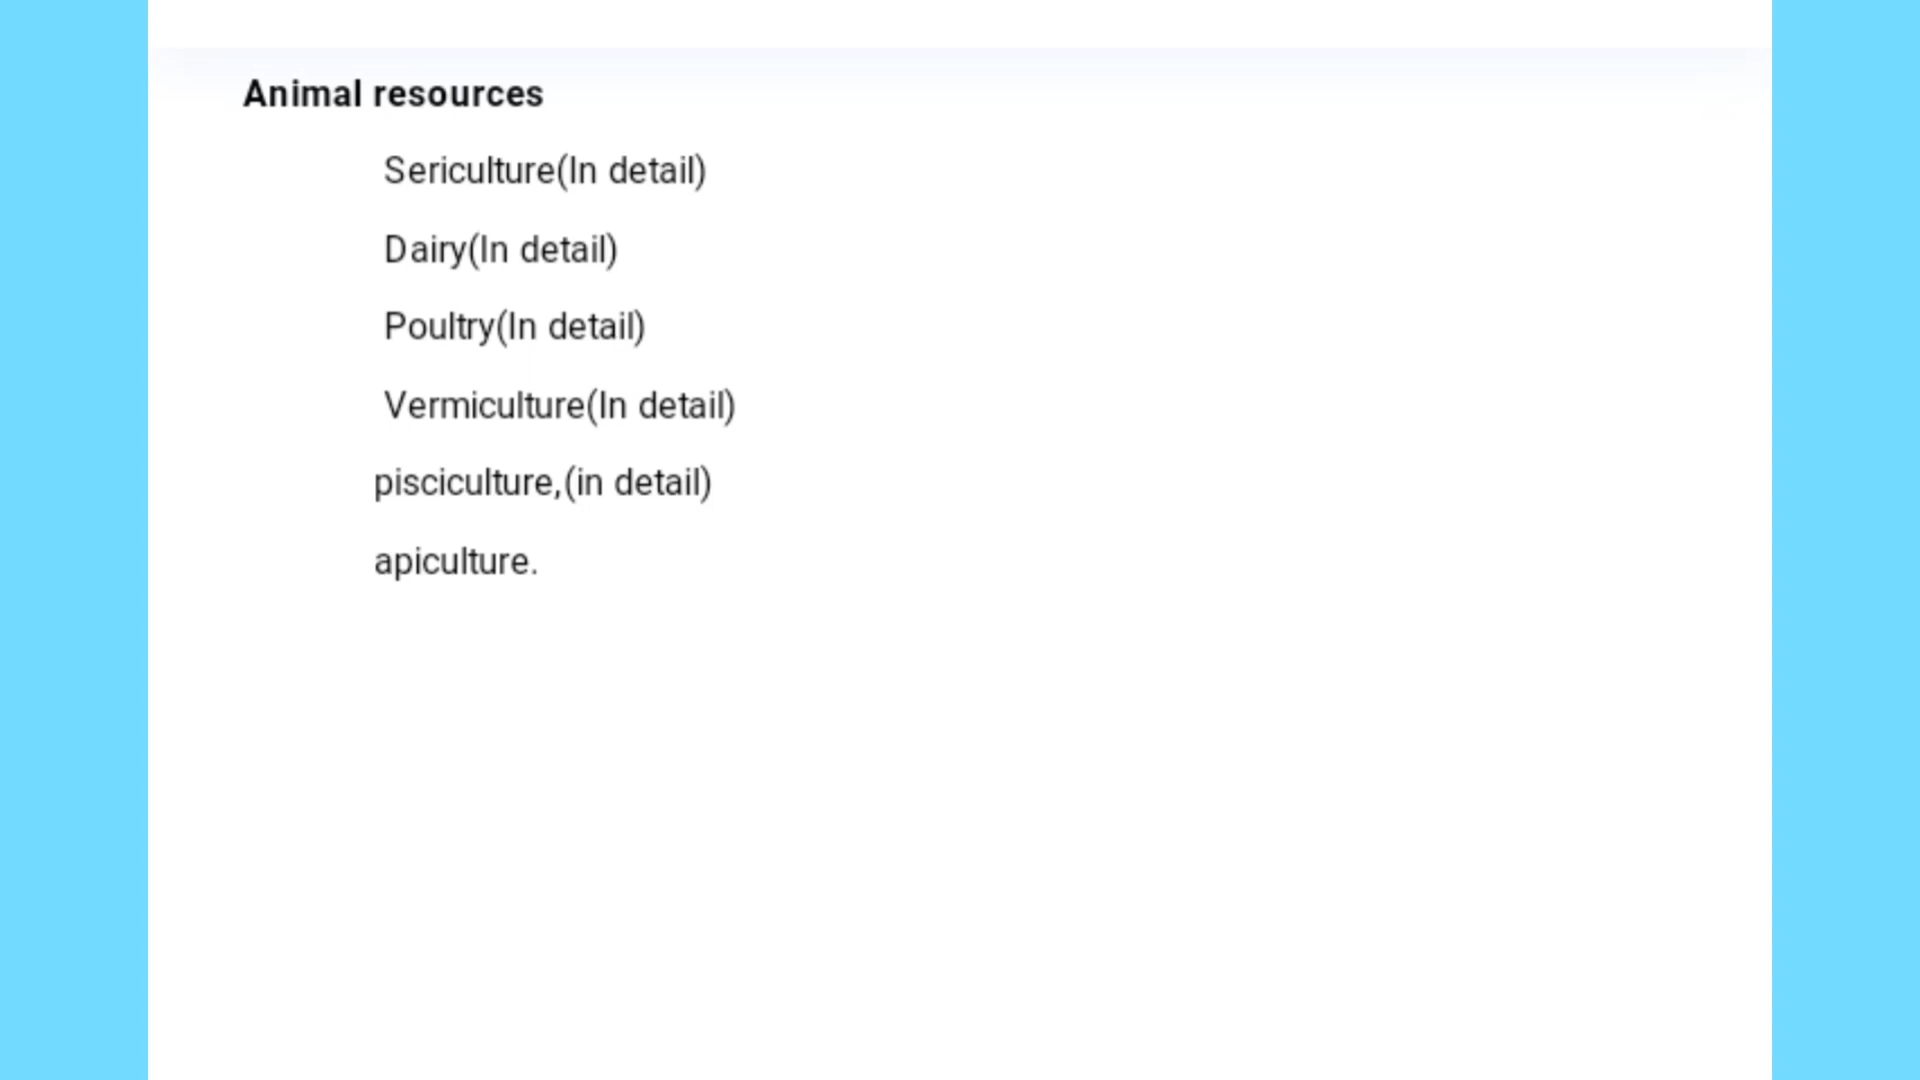 Animal resources
Sericulture(In detail)
Dairy(In detail)
Poultry(In detail)
Vermiculture(In detail)
pisciculture,(in detail)
apiculture.